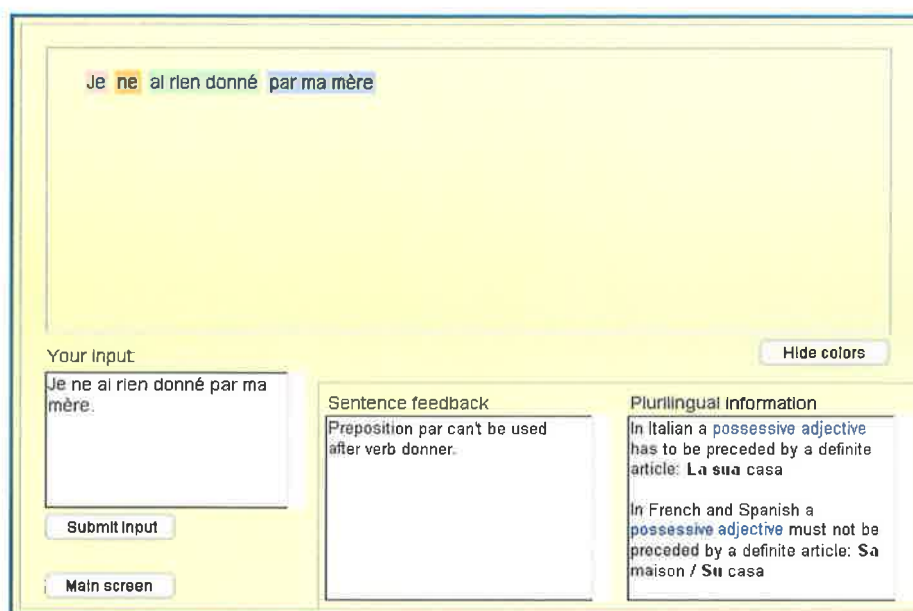 Je ne ai rien donné par ma mère
Hide colors
Your input
Je ne ai rien donné par ma
mère.
Submit input
Main screen
Sentence feedback
Preposition par can't be used
after verb donner.
Plurilingual information
In Italian a possessive adjective
has to be preceded by a definite
article: La sua casa
In French and Spanish a
possessive adjective must not be
preceded by a definite article: Sa
maison / Su casa